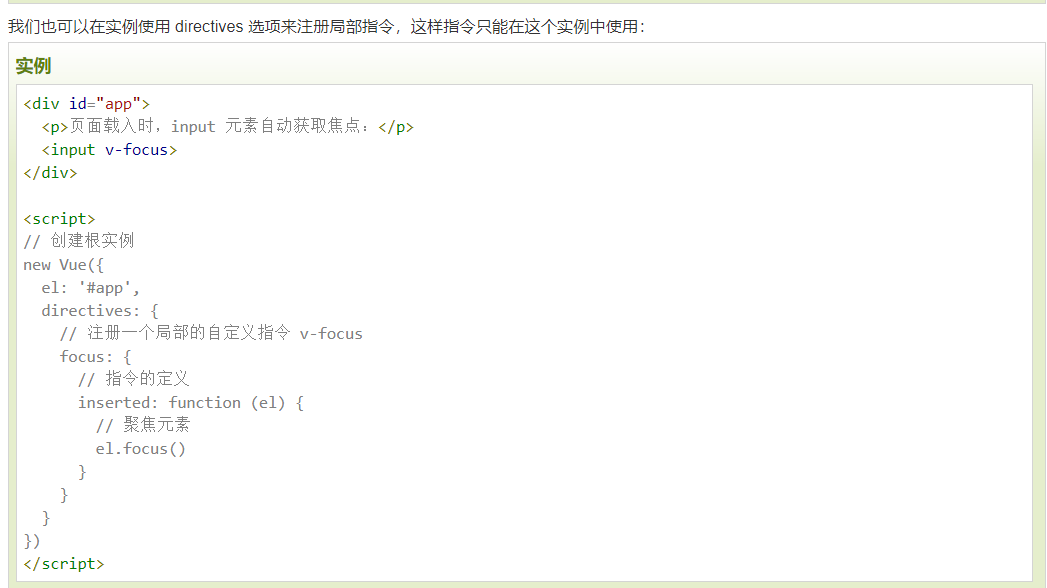 我们也可以在实例使用 directives 选项来注册局部指令，这样指令只能在这个实例中使用：
实例
<div id="app">
  <p>页面载入时，input 元素自动获取焦点：</p>
  <input v-focus>
</div>

<script>
// 创建根实例
new Vue({
  el: '#app',
  directives: {
    // 注册一个局部的自定义指令 v-focus
    focus: {
      // 指令的定义
      inserted: function (el) {
        // 聚焦元素
        el.focus()
      }
    }
  }
})
</script>